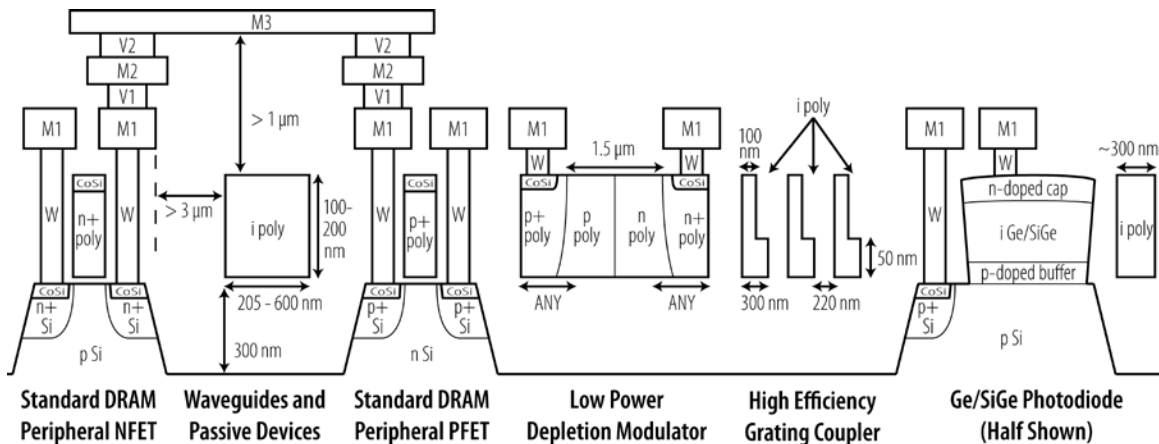 M3
V2
V2
M2
M2
V1
V1
M1
M1
M1
M1
M1
M1
M1
M1
> 1 µm
i poly
100
nm
1.5 µm
~300 nm
W
W
W
CoSi
n+
poly
W
W
CoSi
p+
poly
W
CoSi
CoSi
n-doped cap
> 3 µm
i poly
100-
200
nm
p+
poly
p
poly
n
poly
n+
poly
W
i Ge/SiGe
i poly
50 nm
p-doped buffer
CoSi
CoSi
205 - 600 nm
CoSi
CoSi
ANY
ANY
300 nm
220 nm
CoSi
n+
Si
n+
Si
p+
Si
p+
Si
p+
Si
p Si
300 nm
n Si
p Si
Standard DRAM
Peripheral NFET
Waveguides and
Passive Devices
Standard DRAM
Peripheral PFET
Low Power
Depletion Modulator
High Efficiency
Grating Coupler
Ge/SiGe Photodiode
(Half Shown)